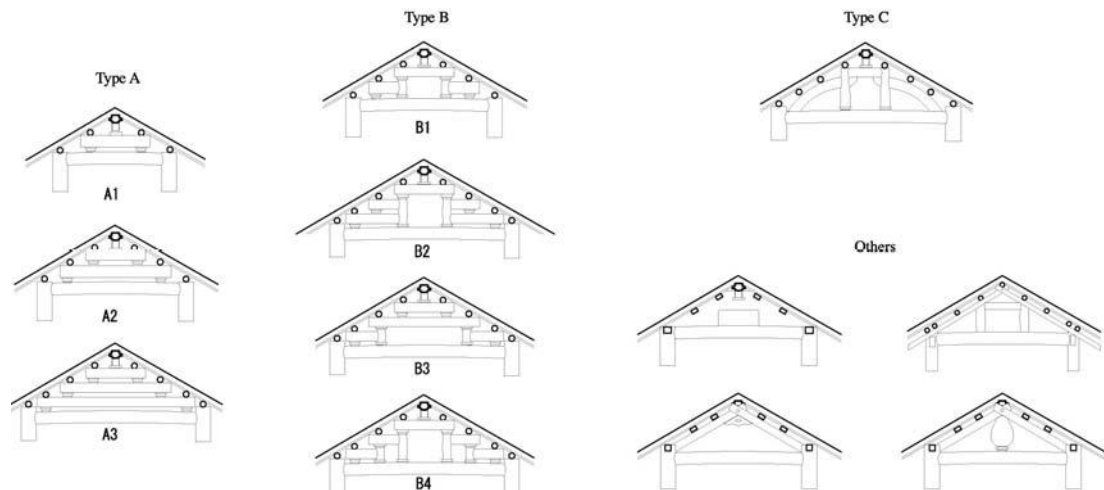 Type A
A1
A2
A3
Type B
B1
B2
B3
B4
Type C
Others